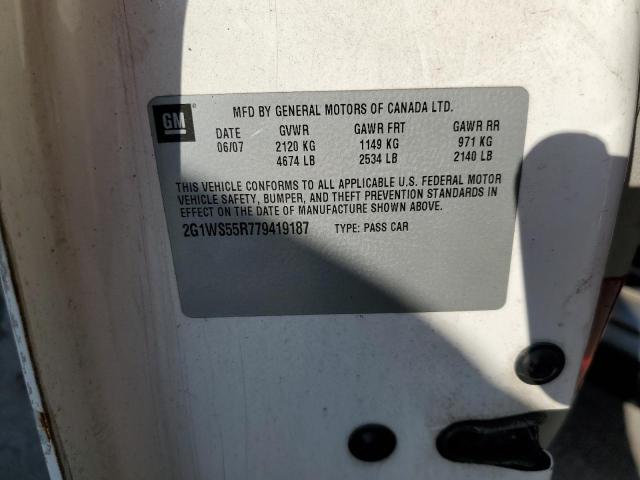 GM
MFD BY GENERAL MOTORS OF CANADA LTD.
DATE GVWR GAWR FRT GAWR RR
06/07 2120 KG 1149 KG 971 KG
4674 LB 2534 LB 2140 LB
THIS VEHICLE CONFORMS TO ALL APPLICABLE U.S. FEDERAL MOTOR
VEHICLE SAFETY, BUMPER, AND THEFT PREVENTION STANDARDS IN
EFFECT ON THE DATE OF MANUFACTURE SHOWN ABOVE.
2G1WS55R779419187 TYPE: PASS CAR